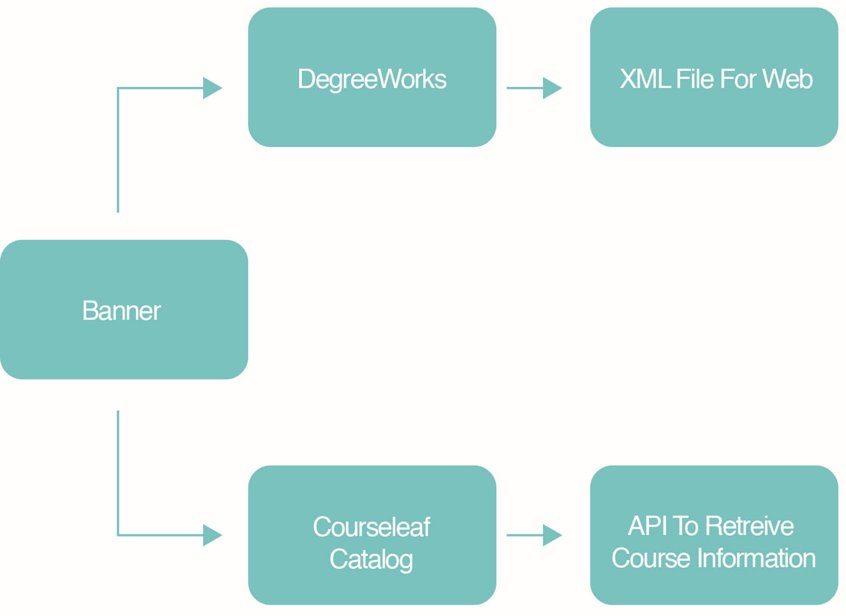 DegreeWorks
XML File For Web
Banner
Courseleaf
Catalog
API To Retreive
Course Information